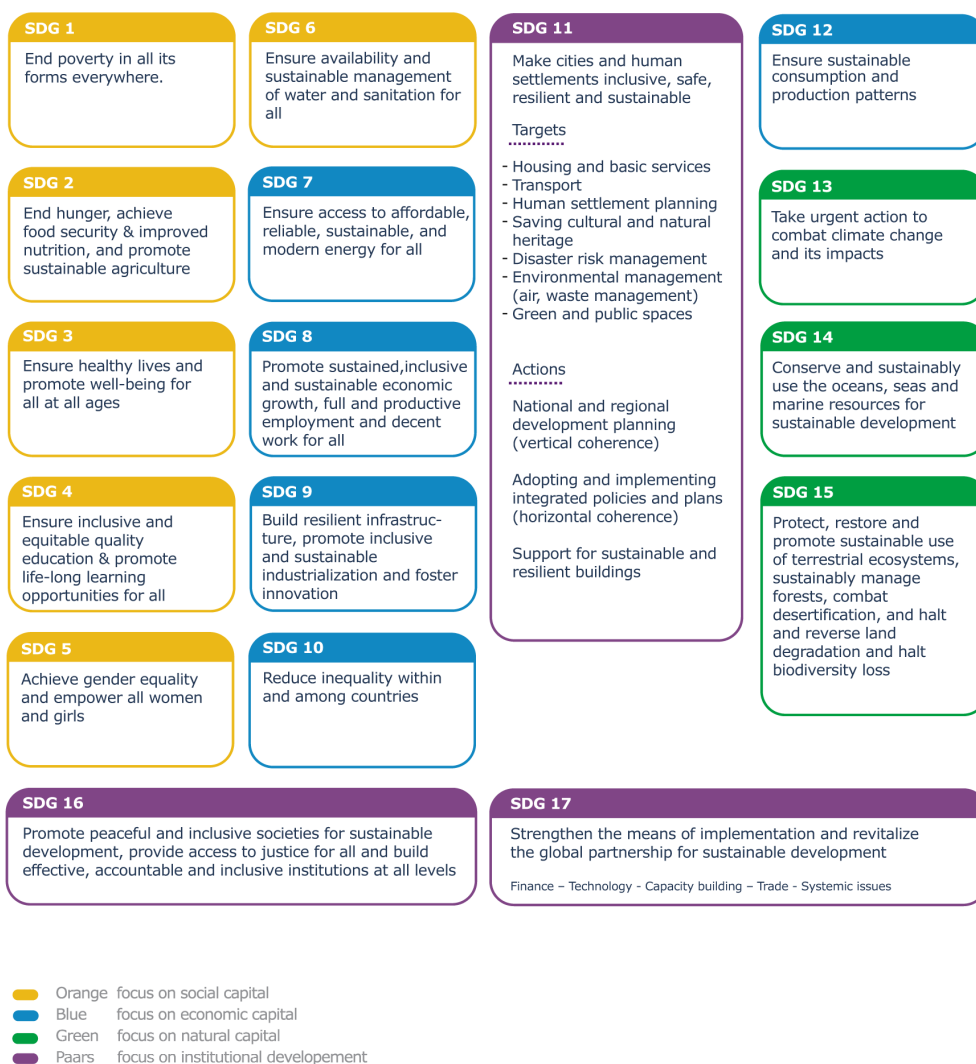 SDG 1
End poverty in all its
forms everywhere.
SDG 6
Ensure availability and
sustainable management
of water and sanitation for
all
SDG 11
Make cities and human
settlements inclusive, safe,
resilient and sustainable
Targets
- Housing and basic services
- Transport
- Human settlement planning
- Saving cultural and natural
heritage
- Disaster risk management
- Environmental management
(air, waste management)
- Green and public spaces
Actions
National and regional
development planning
(vertical coherence)
Adopting and implementing
integrated policies and plans
(horizontal coherence)
Support for sustainable and
resilient buildings
SDG 12
Ensure sustainable
consumption and
production patterns
SDG 2
End hunger, achieve
food security & improved
nutrition, and promote
sustainable agriculture
SDG 7
Ensure access to affordable,
reliable, sustainable, and
modern energy for all
SDG 13
Take urgent action to
combat climate change
and its impacts
SDG 3
Ensure healthy lives and
promote well-being for
all at all ages
SDG 8
Promote sustained,inclusive
and sustainable economic
growth, full and productive
employment and decent
work for all
SDG 14
Conserve and sustainably
use the oceans, seas and
marine resources for
sustainable development
SDG 4
Ensure inclusive and
equitable quality
education & promote
life-long learning
opportunities for all
SDG 9
Build resilient infrastruc-
ture, promote inclusive
and sustainable
industrialization and foster
innovation
SDG 15
Protect, restore and
promote sustainable use
of terrestrial ecosystems,
sustainably manage
forests, combat
desertification, and halt
and reverse land
degradation and halt
biodiversity loss
SDG 5
Achieve gender equality
and empower all women
and girls
SDG 10
Reduce inequality within
and among countries
SDG 16
Promote peaceful and inclusive societies for sustainable
development, provide access to justice for all and build
effective, accountable and inclusive institutions at all levels
SDG 17
Strengthen the means of implementation and revitalize
the global partnership for sustainable development
Finance – Technology - Capacity building – Trade - Systemic issues
Orange focus on social capital
Blue focus on economic capital
Green focus on natural capital
Paars focus on institutional developement